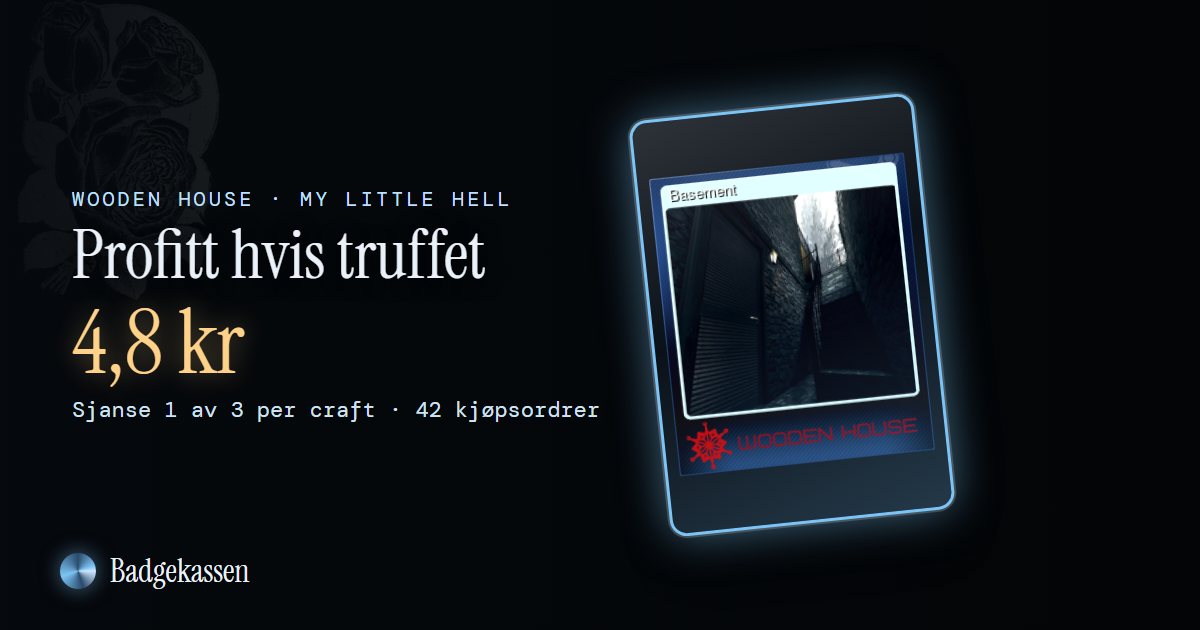 WOODEN HOUSE · MY LITTLE HELL
Profitt hvis truffet
4,8 kr
Sjanse 1 av 3 per craft · 42 kjøpsordrer
Badgekassen
Basement
WOODEN HOUSE